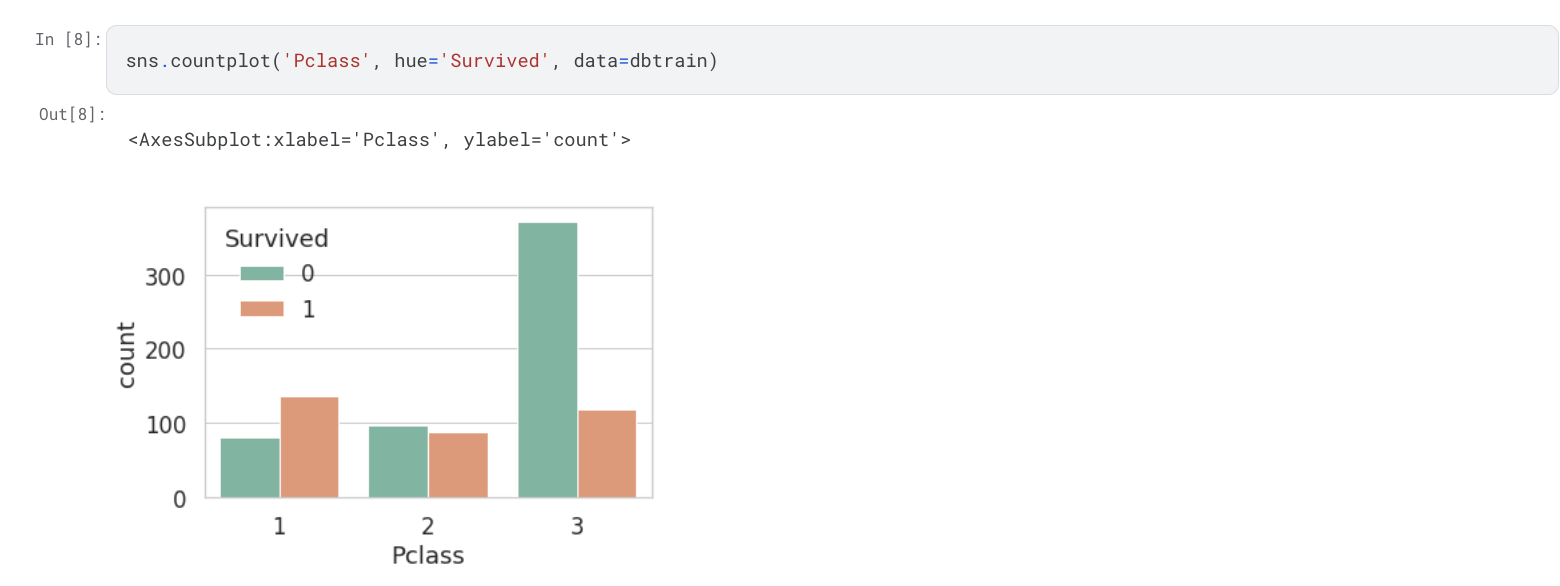 In [8]:
sns.countplot('Pclass', hue='Survived', data=dbtrain)
Out[8]:
<AxesSubplot:xlabel='Pclass', ylabel='count'>
Survived
0
1
300
200
100
0
count
1 2 3
Pclass